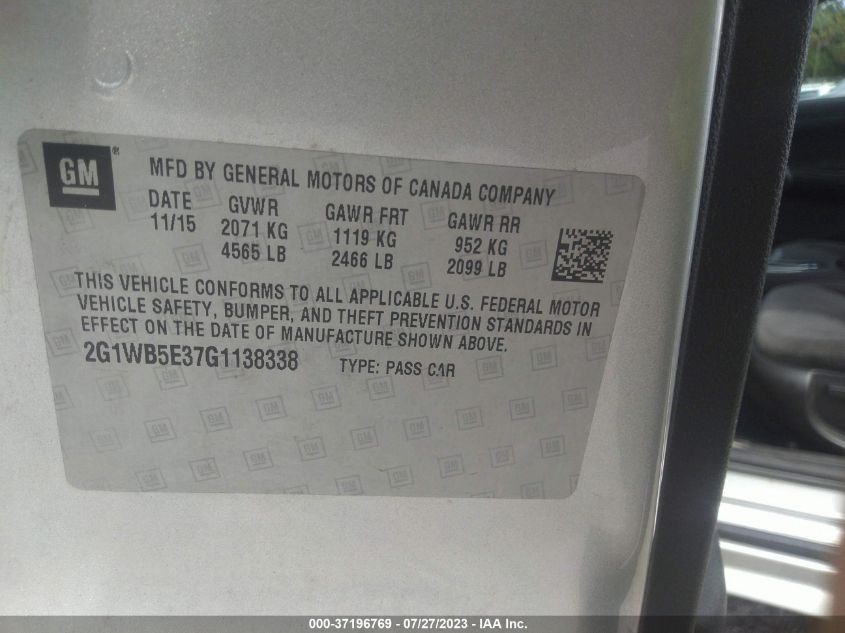 GM ®
MFD BY GENERAL MOTORS OF CANADA COMPANY
DATE GVWR GAWR FRT GAWR RR
11/15 2071 KG 1119 KG 952 KG
4565 LB 2466 LB 2099 LB
THIS VEHICLE CONFORMS TO ALL APPLICABLE U.S. FEDERAL MOTOR
VEHICLE SAFETY, BUMPER, AND THEFT PREVENTION STANDARDS IN
EFFECT ON THE DATE OF MANUFACTURE SHOWN ABOVE.
2G1WB5E37G1138338 TYPE: PASS CAR
000-37196769 / 07/27/2023 - IAA Inc.